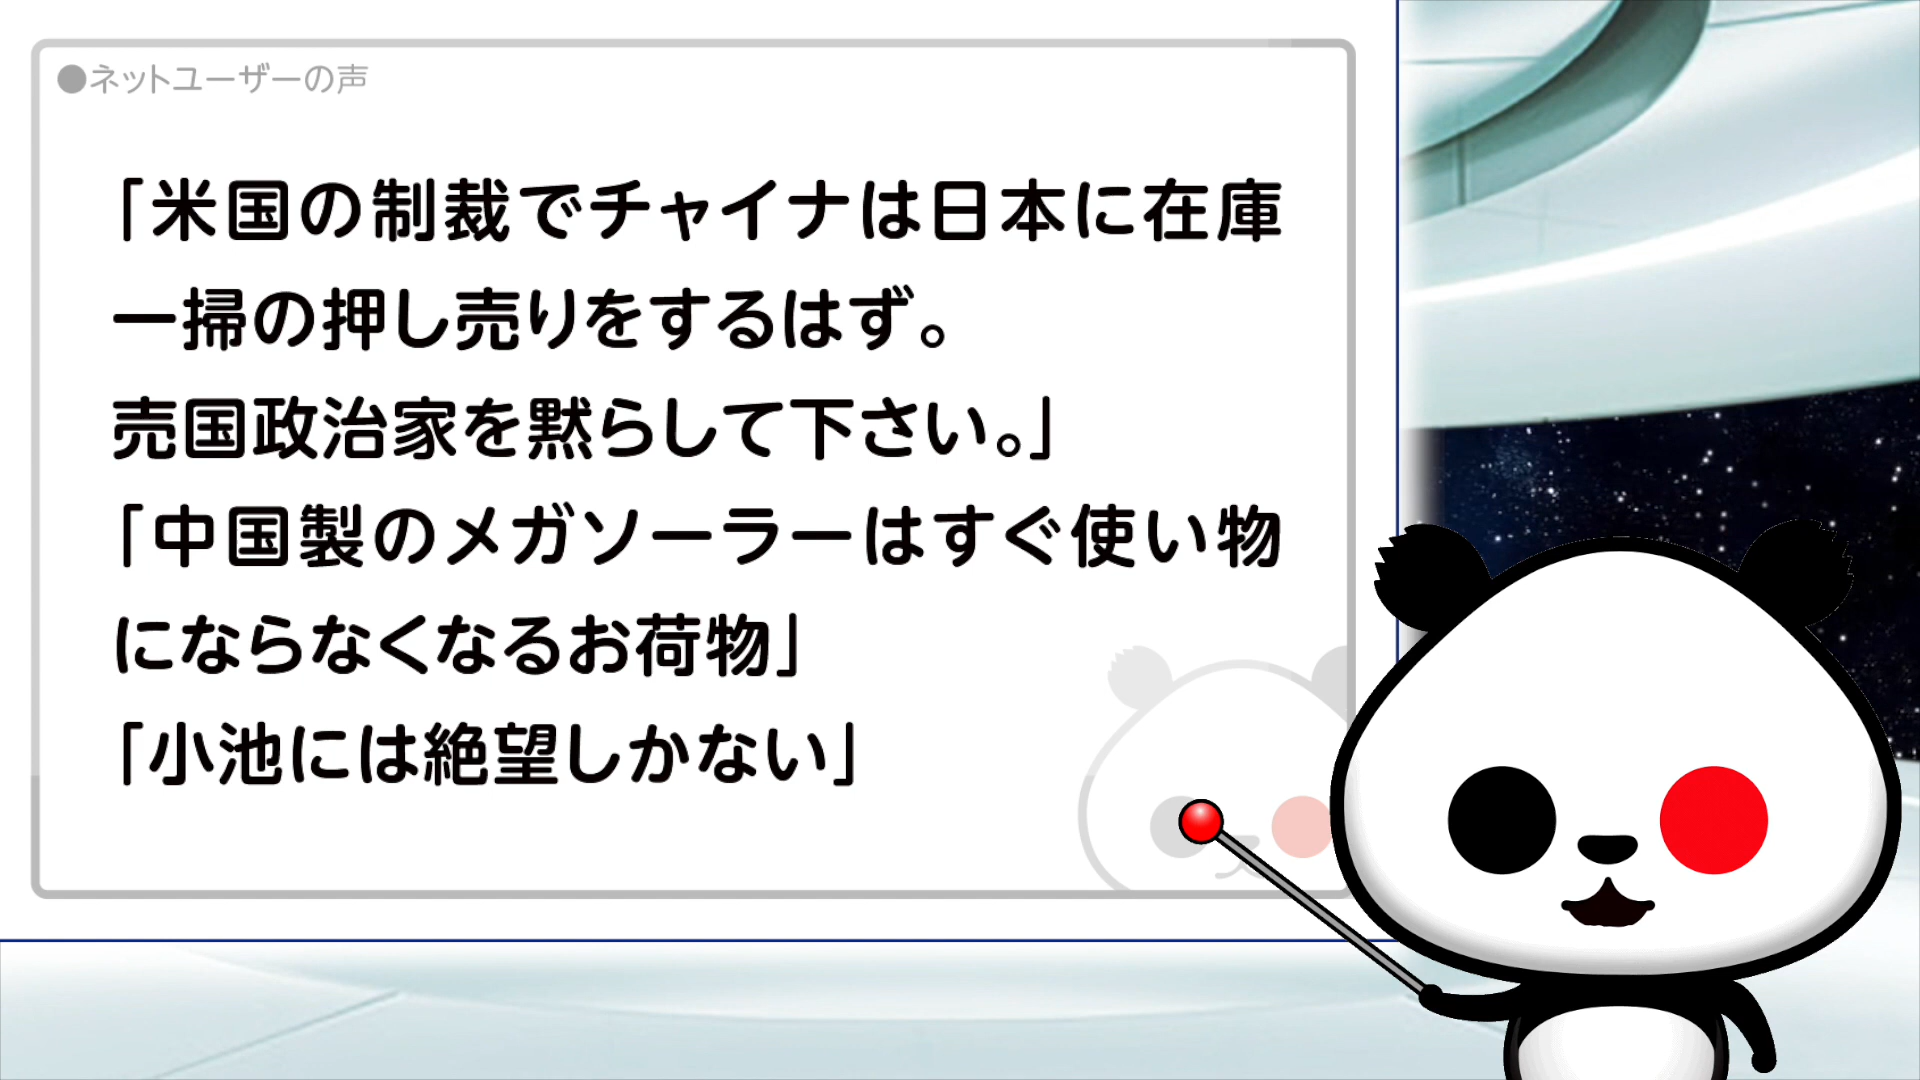 ●ネットユーザーの声
「米国の制裁でチャイナは日本に在庫
一掃の押し売りをするはず。
売国政治家を黙らして下さい。」
「中国製のメガソーラーはすぐ使い物
にならなくなるお荷物」
「小池には絶望しかない」